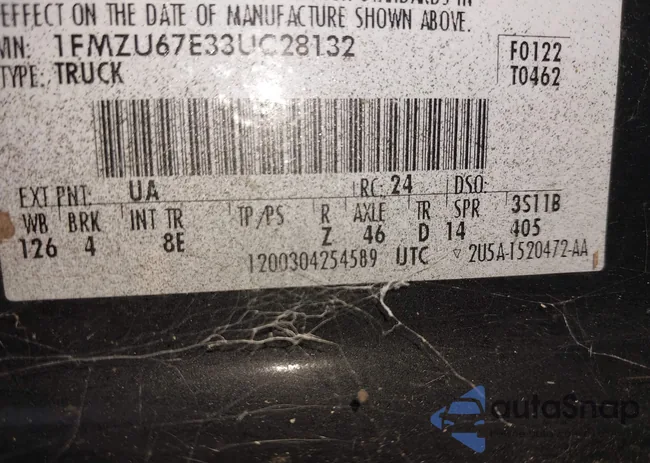 EFFECT ON THE DATE OF MANUFACTURE SHOWN ABOVE.
VIN: 1FMZU67E33UC28132
F0122
TYPE: TRUCK
T0462
EXT PNT: UA RC: 24 DSO:
WB BRK INT TR TP/PS R AXLE TR SPR 3S11B
126 4 8E Z 46 D 14 405
1200304254589 UTC ▽ 2U5A-1520472-AA
autoSnap